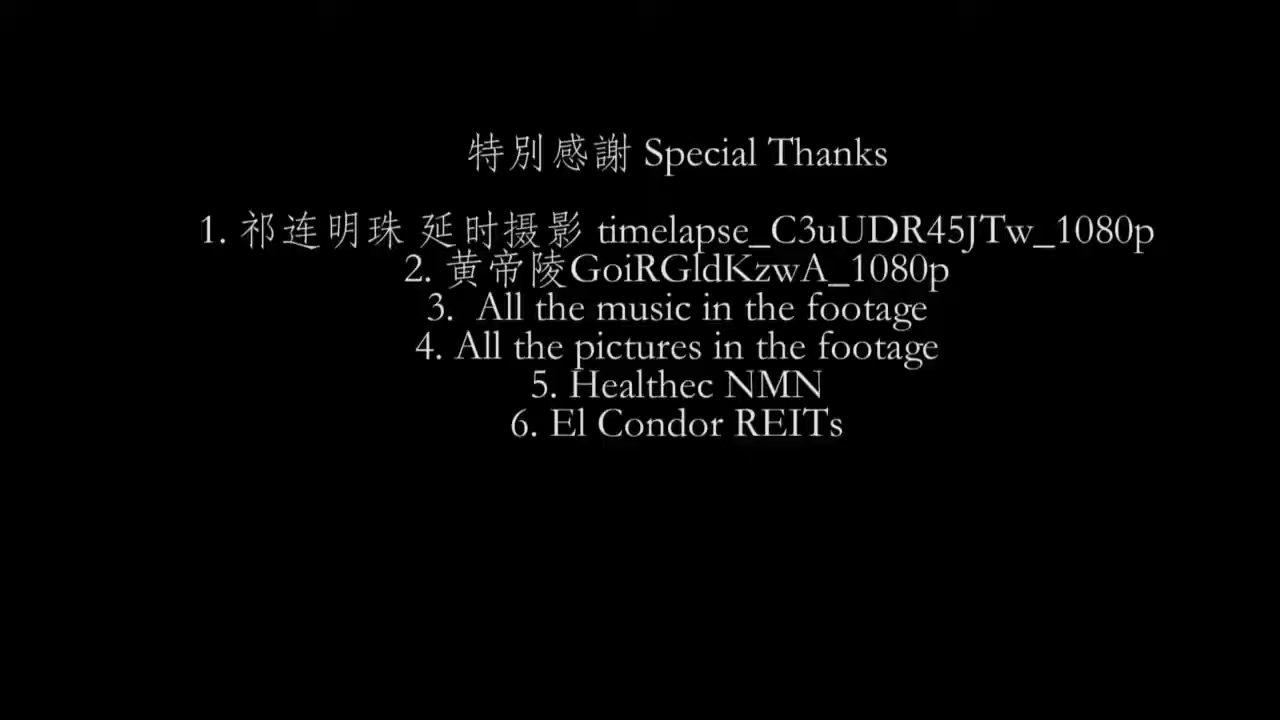 特別感謝 Special Thanks
1. 祁连明珠 延时摄影 timelapse_C3uUDR45JTw_1080p
2. 黄帝陵GoiRGldKzwA_1080p
3. All the music in the footage
4. All the pictures in the footage
5. Healthec NMN
6. El Condor REITs